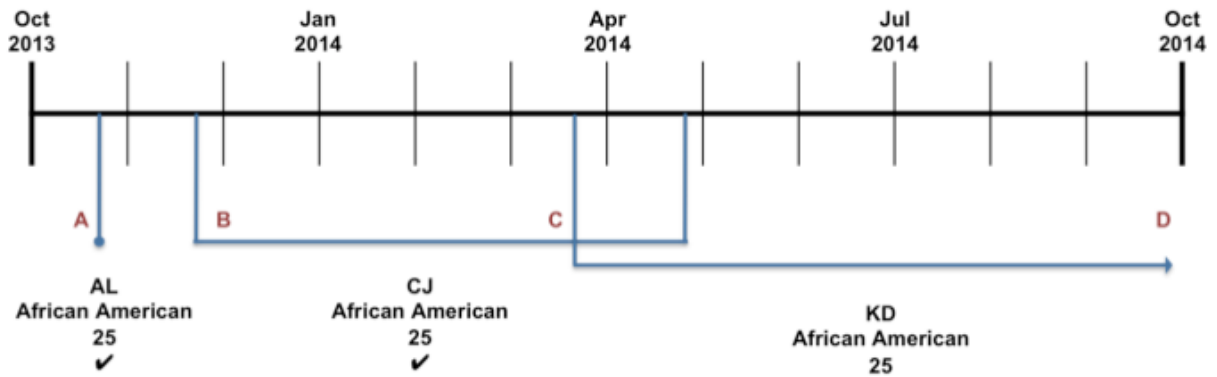 Oct
2013
Jan
2014
Apr
2014
Jul
2014
Oct
2014
A
B
C
D
AL
African American
25
✔
CJ
African American
25
✔
KD
African American
25